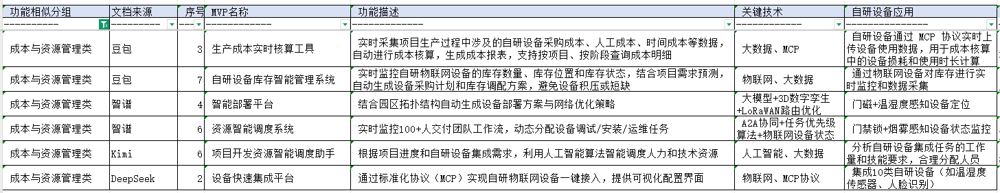 功能相似分组 文档来源 序号 MVP名称 功能描述 关键技术 自研设备应用
---------- --------- --- ------------ ------------- ------------ --------------
成本与资源管理类 豆包 3 生产成本实时核算工具 实时采集项目生产过程中涉及的自研设备采购成本、人工成本、时间成本等数据，
自动进行成本核算，生成成本报表，支持按项目、按阶段查询成本明细 大数据、MCP 自研设备通过 MCP 协议实时上
传设备使用数据，用于成本核算
中的设备损耗和使用时长计算
成本与资源管理类 豆包 7 自研设备库存智能管理系统 实时监控自研物联网设备的库存数量、库存位置和库存状态，结合项目需求预测，
自动生成设备采购计划和库存调配方案，避免设备积压或短缺 物联网、大数据 通过物联网设备对库存进行实
时监控和数据采集
成本与资源管理类 智谱 4 智能部署平台 结合园区拓扑结构自动生成设备部署方案与网络优化策略 大模型+3D数字孪生
+LoRaWAN路由优化 门磁+温湿度感知设备定位
成本与资源管理类 智谱 6 资源智能调度系统 实时监控100+人交付团队工作流，动态分配设备调试/安装/运维任务 A2A协同+任务优先级
算法+物联网设备状态 门禁锁+烟雾感知设备状态监控
成本与资源管理类 Kimi 6 项目开发资源智能调度助手 根据项目进度和自研设备集成需求，利用人工智能算法智能调度人力和技术资源 人工智能、大数据 分析自研设备集成任务的工作
量和技能要求，合理分配人员
成本与资源管理类 DeepSeek 2 设备快速集成平台 通过标准化协议（MCP）实现自研物联网设备一键接入，提供可视化配置界面 物联网、MCP协议 集成10类自研设备（如温湿度
传感器、人脸识别）